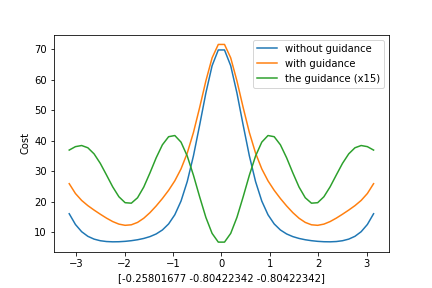 70
60
50
40
30
20
10
Cost
without guidance
with guidance
the guidance (x15)
−3 −2 −1 0 1 2 3
[-0.25801677 -0.80422342 -0.80422342]